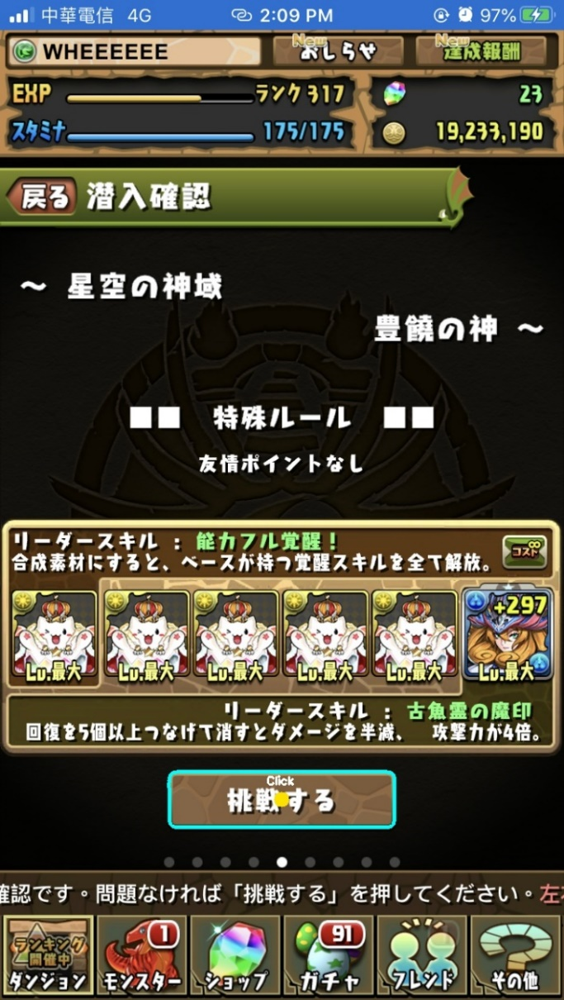 中華電信 4G 2:09 PM 97%
WHEEEEEE New おしらせ New 達成報酬
EXP ランク317 23
スタミナ 175/175 19,233,190
戻る 潜入確認
～ 星空の神域
豊饒の神 ～
■■ 特殊ルール ■■
友情ポイントなし
リーダースキル : 能力フル覚醒!
合成素材にすると、ベースが持つ覚醒スキルを全て解放。
コスト∞
+297
Lv.最大 Lv.最大 Lv.最大 Lv.最大 Lv.最大 Lv.最大
リーダースキル : 古魚霊の魔印
回復を5個以上つなげて消すとダメージを半減、 攻撃力が4倍。
Click
挑戦する
確認です。問題なければ「挑戦する」を押してください。左右
ランキング 1 91
開催中
ダンジョン モンスター ショップ ガチャ フレンド その他